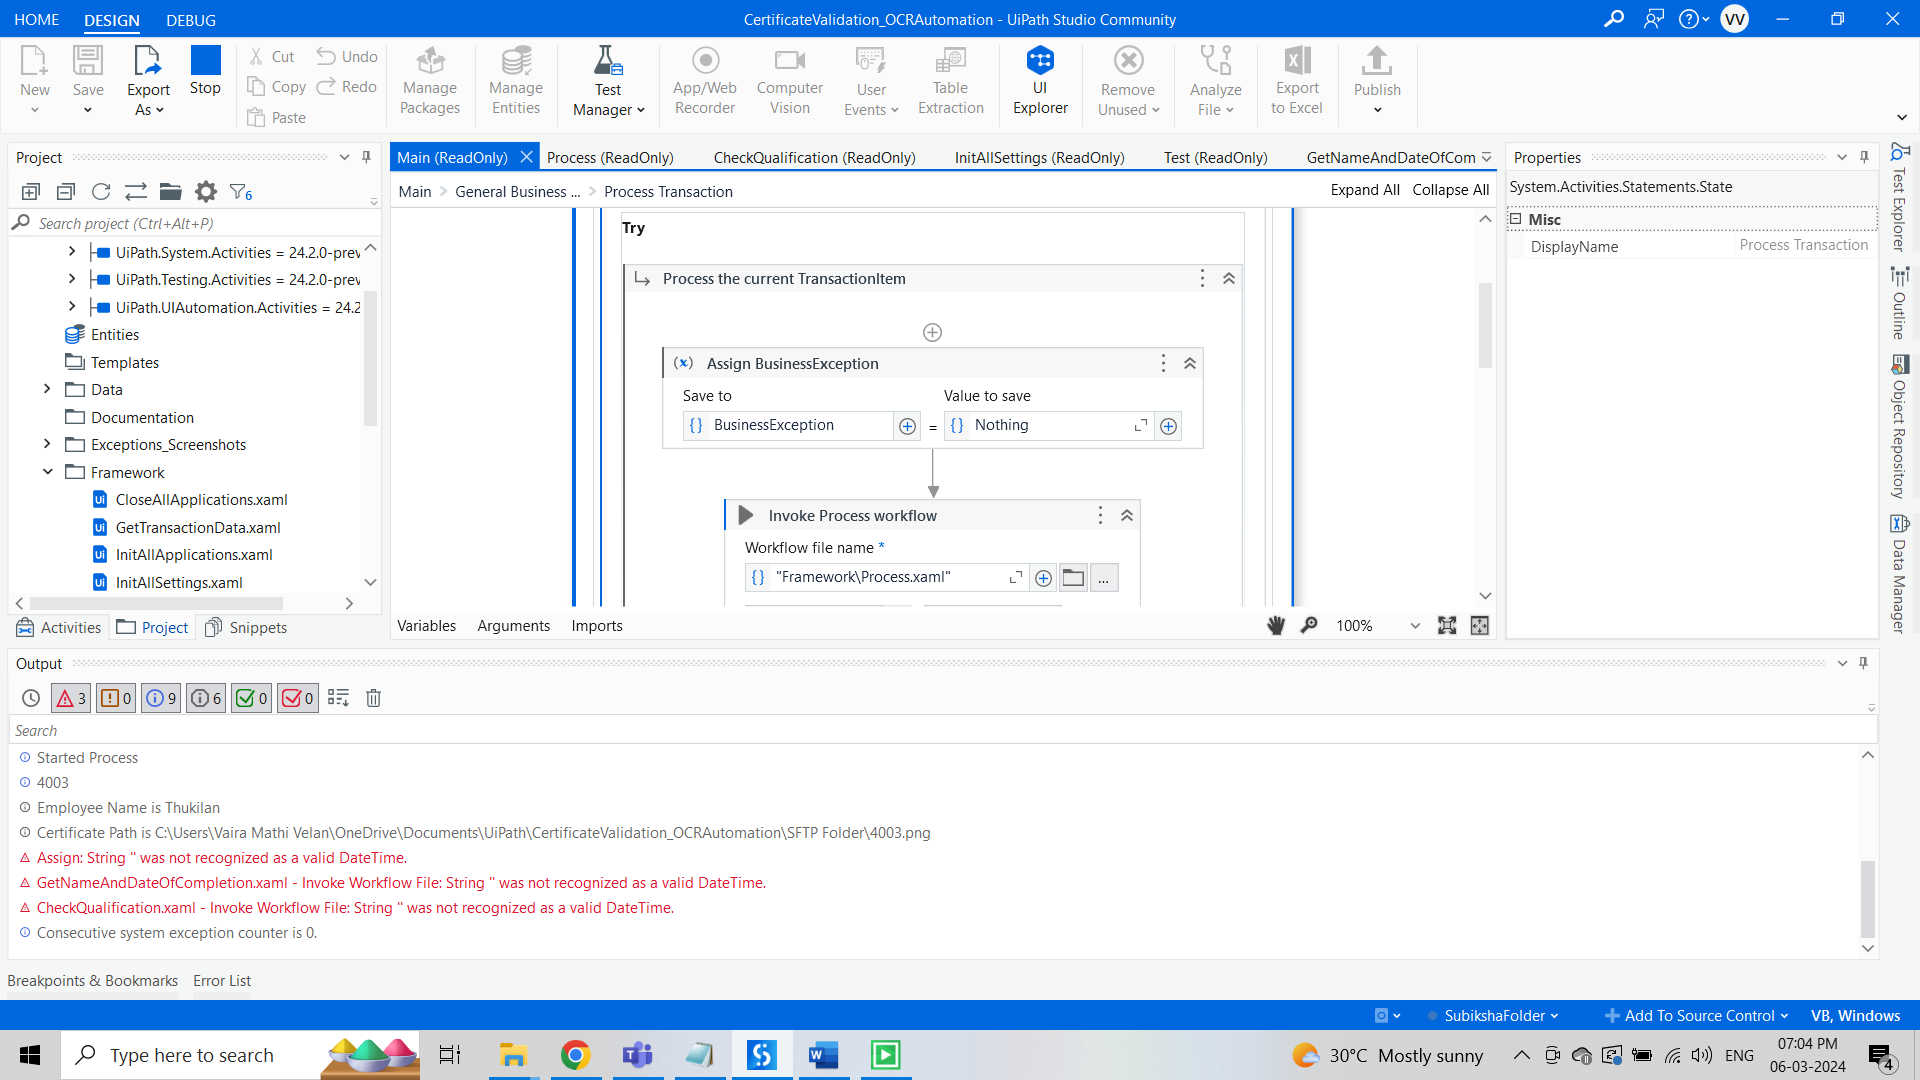 HOME DESIGN DEBUG
CertificateValidation_OCRAutomation - UiPath Studio Community
VV
New
Save
Export As
Stop
Cut
Copy
Paste
Undo
Redo
Manage Packages
Manage Entities
Test Manager
App/Web Recorder
Computer Vision
User Events
Table Extraction
UI Explorer
Remove Unused
Analyze File
Export to Excel
Publish
Project
6
Search project (Ctrl+Alt+P)
UiPath.System.Activities = 24.2.0-prev
UiPath.Testing.Activities = 24.2.0-prev
UiPath.UIAutomation.Activities = 24.2
Entities
Templates
Data
Documentation
Exceptions_Screenshots
Framework
CloseAllApplications.xaml
GetTransactionData.xaml
InitAllApplications.xaml
InitAllSettings.xaml
Activities Project Snippets
Main (ReadOnly) Process (ReadOnly) CheckQualification (ReadOnly) InitAllSettings (ReadOnly) Test (ReadOnly) GetNameAndDateOfCom
Main > General Business ... > Process Transaction
Expand All Collapse All
Try
Process the current TransactionItem
(x) Assign BusinessException
Save to Value to save
{} BusinessException = {} Nothing
Invoke Process workflow
Workflow file name *
{} "Framework\Process.xaml" ...
Variables Arguments Imports
100%
Properties
System.Activities.Statements.State
Misc
DisplayName Process Transaction
Test Explorer
Outline
Object Repository
Data Manager
Output
3 0 9 6 0 0
Search
Started Process
4003
Employee Name is Thukilan
Certificate Path is C:\Users\Vaira Mathi Velan\OneDrive\Documents\UiPath\CertificateValidation_OCRAutomation\SFTP Folder\4003.png
Assign: String '' was not recognized as a valid DateTime.
GetNameAndDateOfCompletion.xaml - Invoke Workflow File: String '' was not recognized as a valid DateTime.
CheckQualification.xaml - Invoke Workflow File: String '' was not recognized as a valid DateTime.
Consecutive system exception counter is 0.
Breakpoints & Bookmarks Error List
SubikshaFolder Add To Source Control VB, Windows
Type here to search
30°C Mostly sunny
ENG
07:04 PM
06-03-2024
4